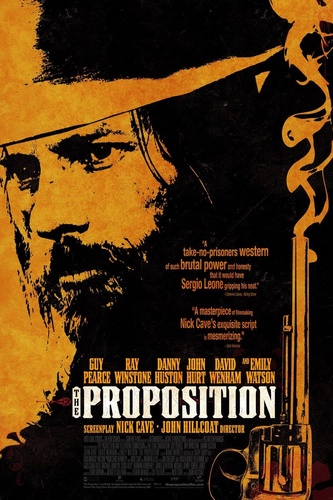 "A
take-no-prisoners western
of such brutal power and honesty
that it would have
Sergio Leone gripping his seat."
"A masterpiece of filmmaking
Nick Cave's exquisite script
is mesmerizing."
GUY RAY DANNY JOHN DAVID AND EMILY
PEARCE WINSTONE HUSTON HURT WENHAM WATSON
THE PROPOSITION
SCREENPLAY NICK CAVE • JOHN HILLCOAT DIRECTOR